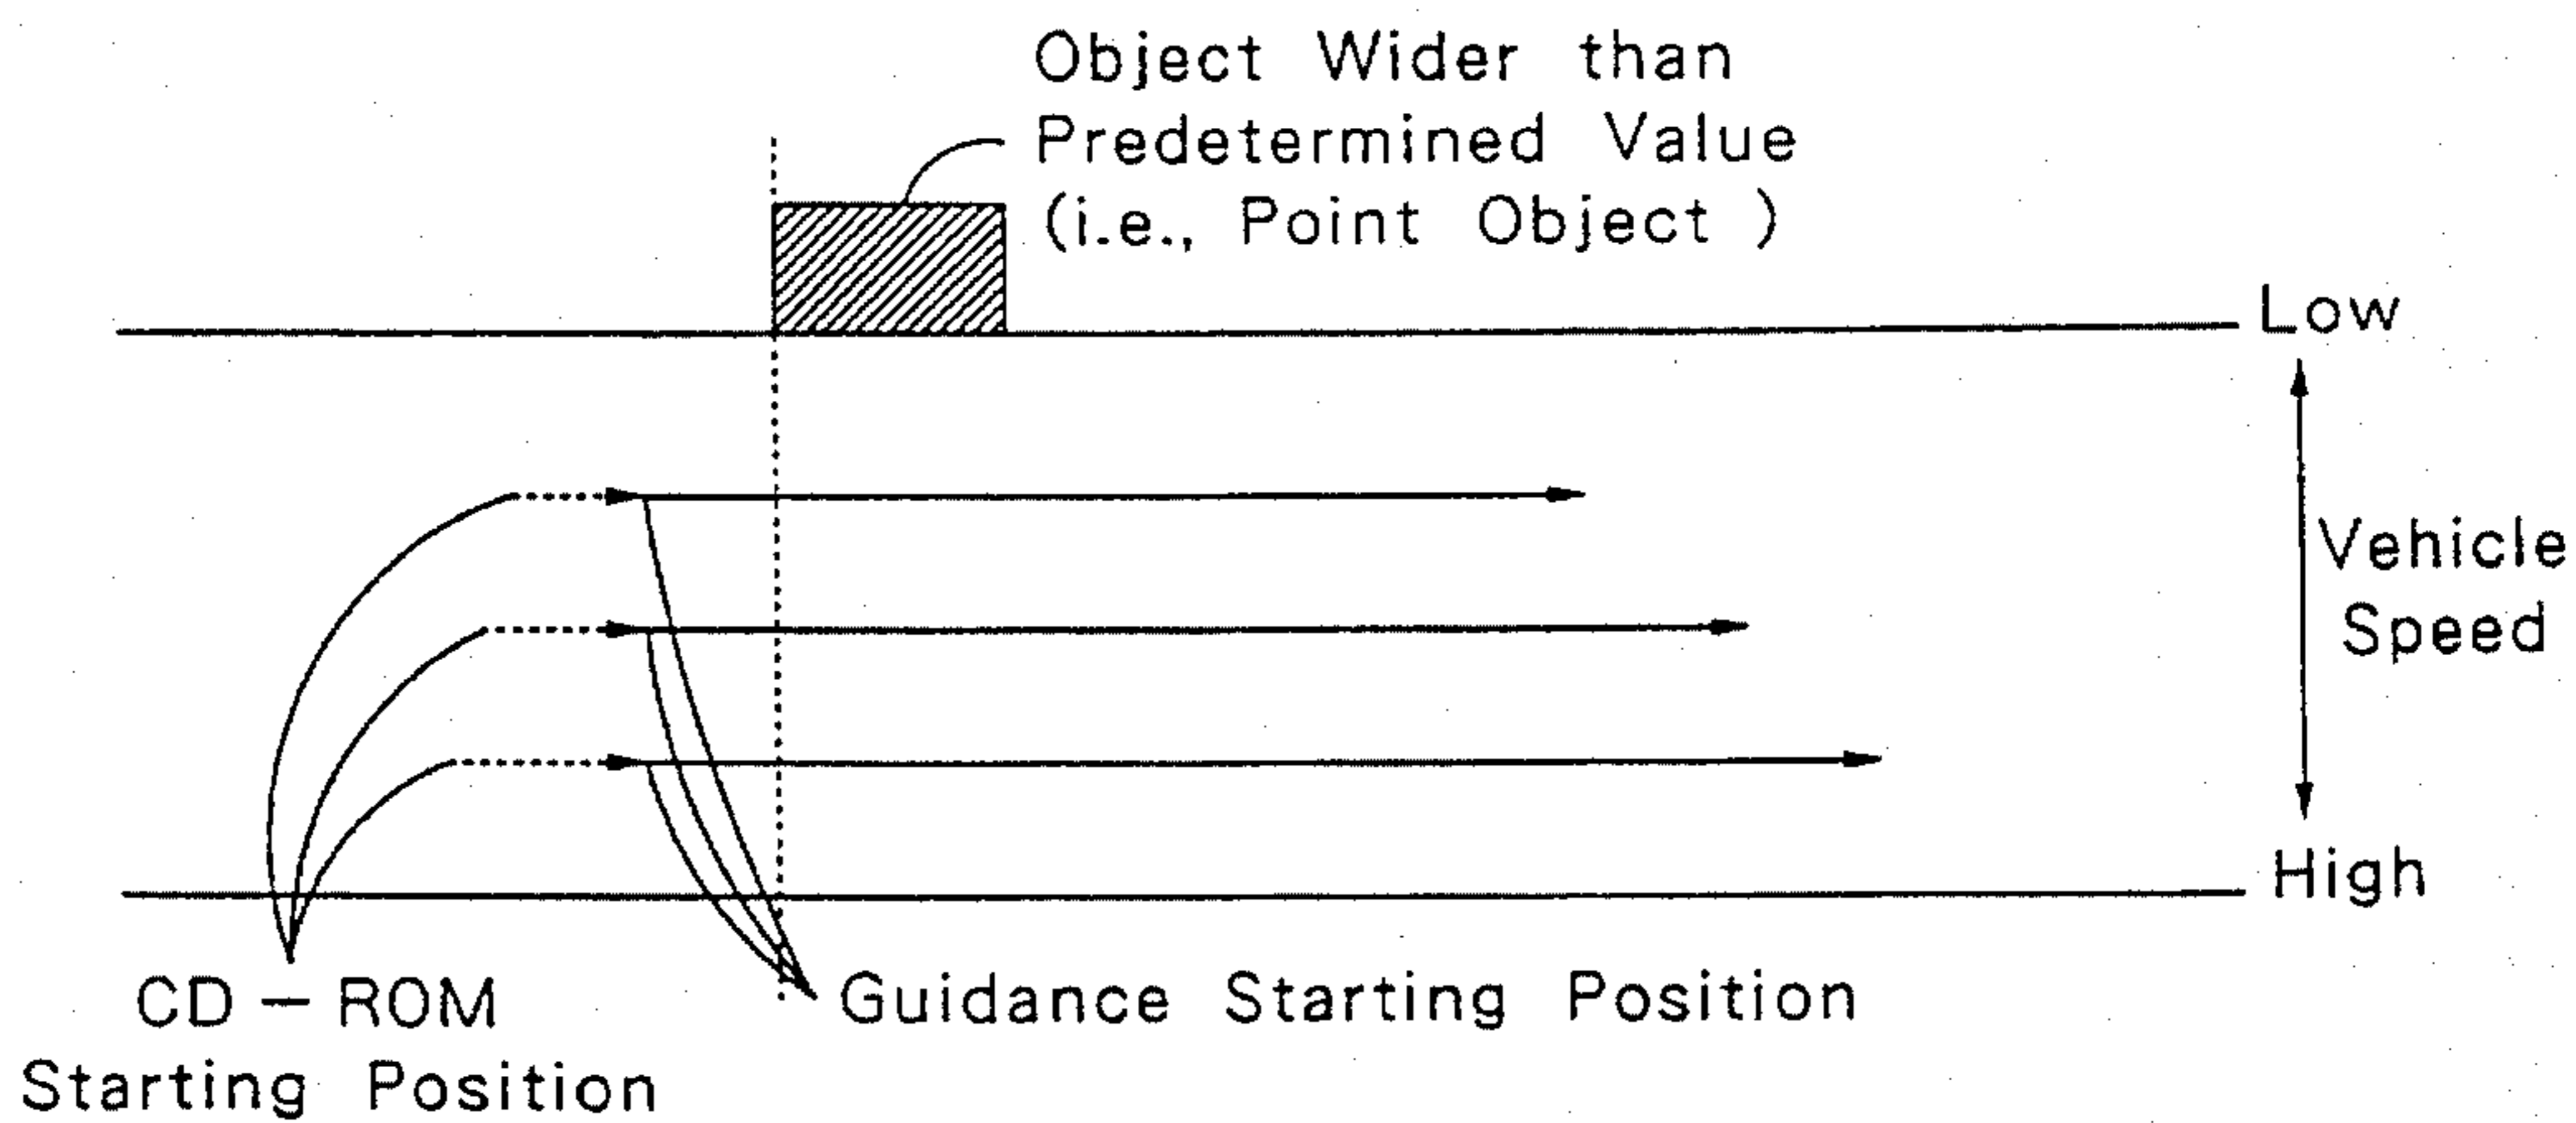 Object Wider than
Predetermined Value
(i.e., Point Object )
Low
Vehicle
Speed
High
CD - ROM
Starting Position
Guidance Starting Position